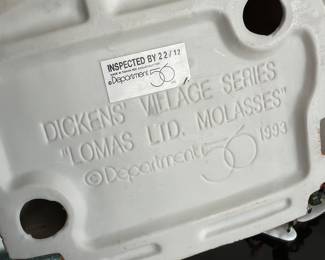 INSPECTED BY 22/12
©Department 56
DICKENS' VILLAGE SERIES
"LOMAS LTD. MOLASSES"
©Department 56 1993